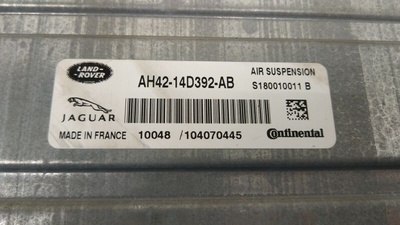 LAND-
ROVER
AH42-14D392-AB
AIR SUSPENSION
S180010011 B
JAGUAR
MADE IN FRANCE
10048 /104070445
Continental